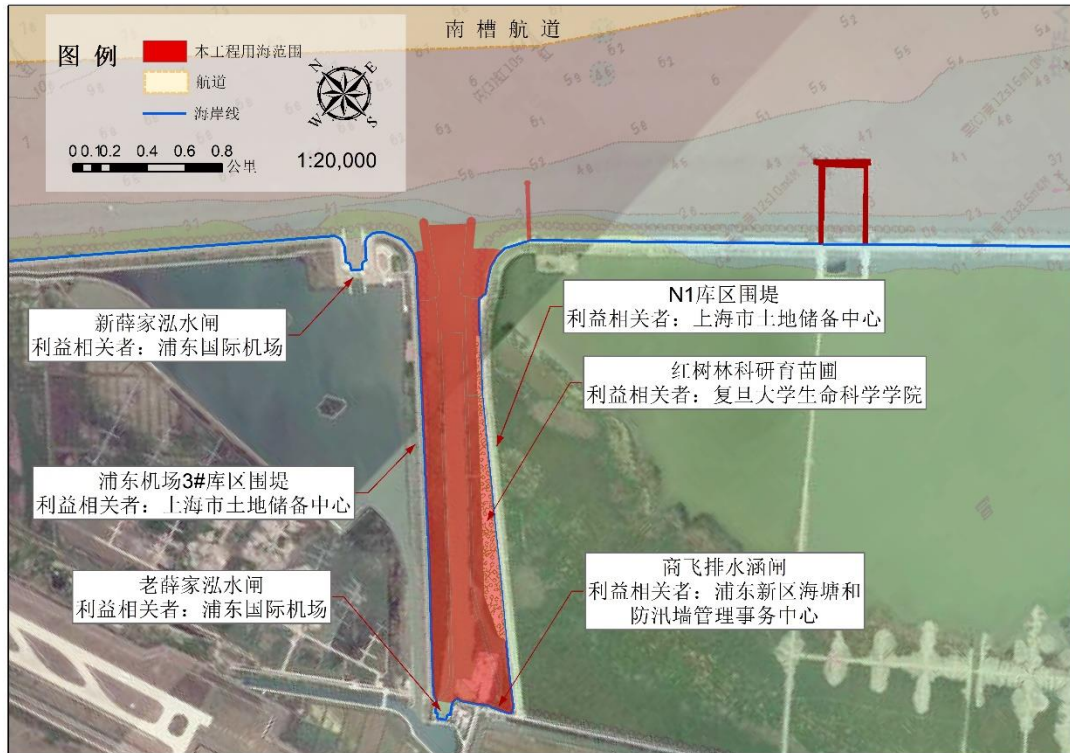 南槽航道
图例
本工程用海范围
航道
海岸线
N
E
W
S
0 0.1 0.2 0.4 0.6 0.8
公里
1:20,000
新薛家泓水闸
利益相关者：浦东国际机场
N1库区围堤
利益相关者：上海市土地储备中心
红树林科研育苗圃
利益相关者：复旦大学生命科学学院
浦东机场3#库区围堤
利益相关者：上海市土地储备中心
老薛家泓水闸
利益相关者：浦东国际机场
商飞排水涵闸
利益相关者：浦东新区海塘和
防汛墙管理事务中心